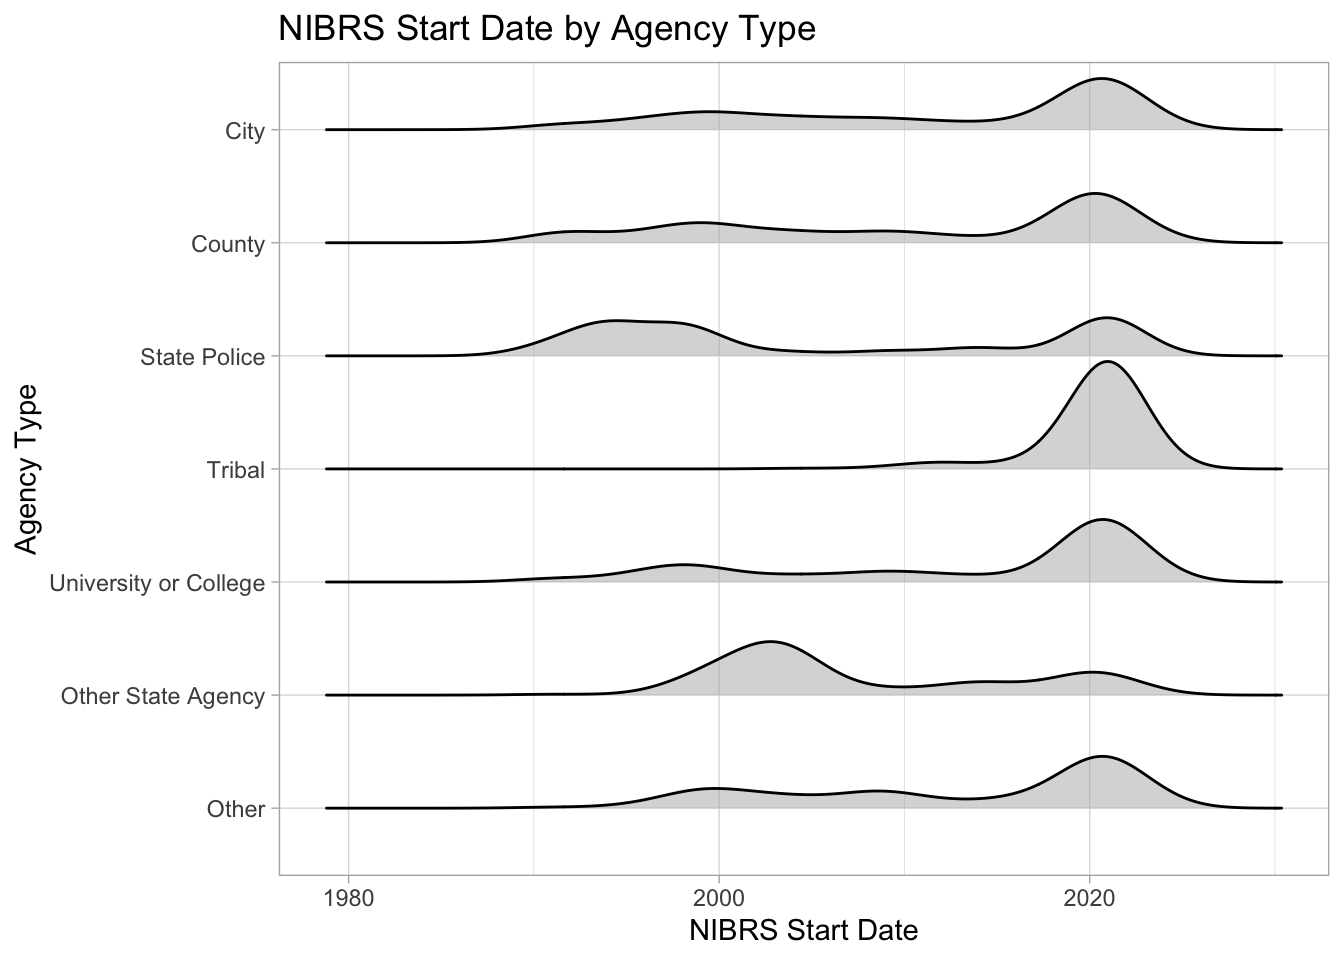 NIBRS Start Date by Agency Type
City
County
State Police
Tribal
University or College
Other State Agency
Other
Agency Type
1980 2000 2020
NIBRS Start Date